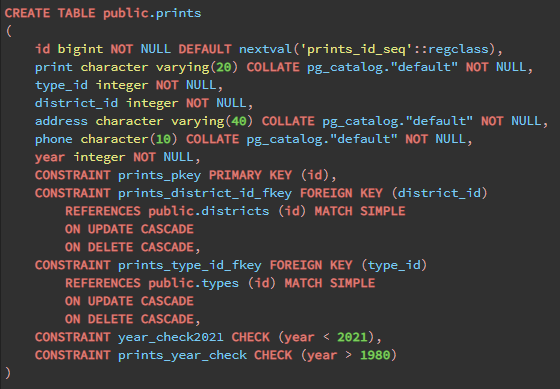 CREATE TABLE public.prints
(
    id bigint NOT NULL DEFAULT nextval('prints_id_seq'::regclass),
    print character varying(20) COLLATE pg_catalog."default" NOT NULL,
    type_id integer NOT NULL,
    district_id integer NOT NULL,
    address character varying(40) COLLATE pg_catalog."default" NOT NULL,
    phone character(10) COLLATE pg_catalog."default" NOT NULL,
    year integer NOT NULL,
    CONSTRAINT prints_pkey PRIMARY KEY (id),
    CONSTRAINT prints_district_id_fkey FOREIGN KEY (district_id)
        REFERENCES public.districts (id) MATCH SIMPLE
        ON UPDATE CASCADE
        ON DELETE CASCADE,
    CONSTRAINT prints_type_id_fkey FOREIGN KEY (type_id)
        REFERENCES public.types (id) MATCH SIMPLE
        ON UPDATE CASCADE
        ON DELETE CASCADE,
    CONSTRAINT year_check2021 CHECK (year < 2021),
    CONSTRAINT prints_year_check CHECK (year > 1980)
)